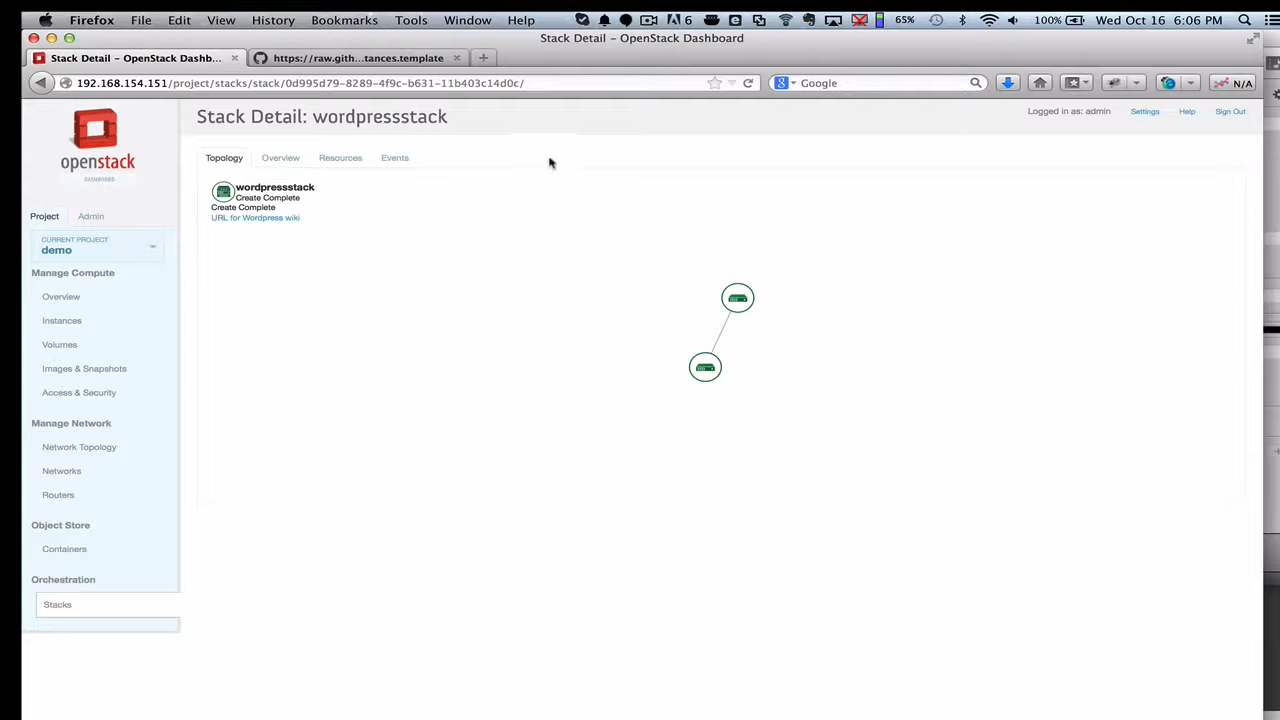 Firefox File Edit View History Bookmarks Tools Window Help 6 65% 100% Wed Oct 16 6:06 PM
Stack Detail – OpenStack Dashboard
Stack Detail – OpenStack Dashb... https://raw.gith...tances.template
192.168.154.151/project/stacks/stack/0d995d79-8289-4f9c-b631-11b403c14d0c/ Google N/A
openstack
DASHBOARD
Stack Detail: wordpressstack
Logged in as: admin Settings Help Sign Out
Topology Overview Resources Events
wordpressstack
Create Complete
Create Complete
URL for Wordpress wiki
Project Admin
CURRENT PROJECT
demo
Manage Compute
Overview
Instances
Volumes
Images & Snapshots
Access & Security
Manage Network
Network Topology
Networks
Routers
Object Store
Containers
Orchestration
Stacks